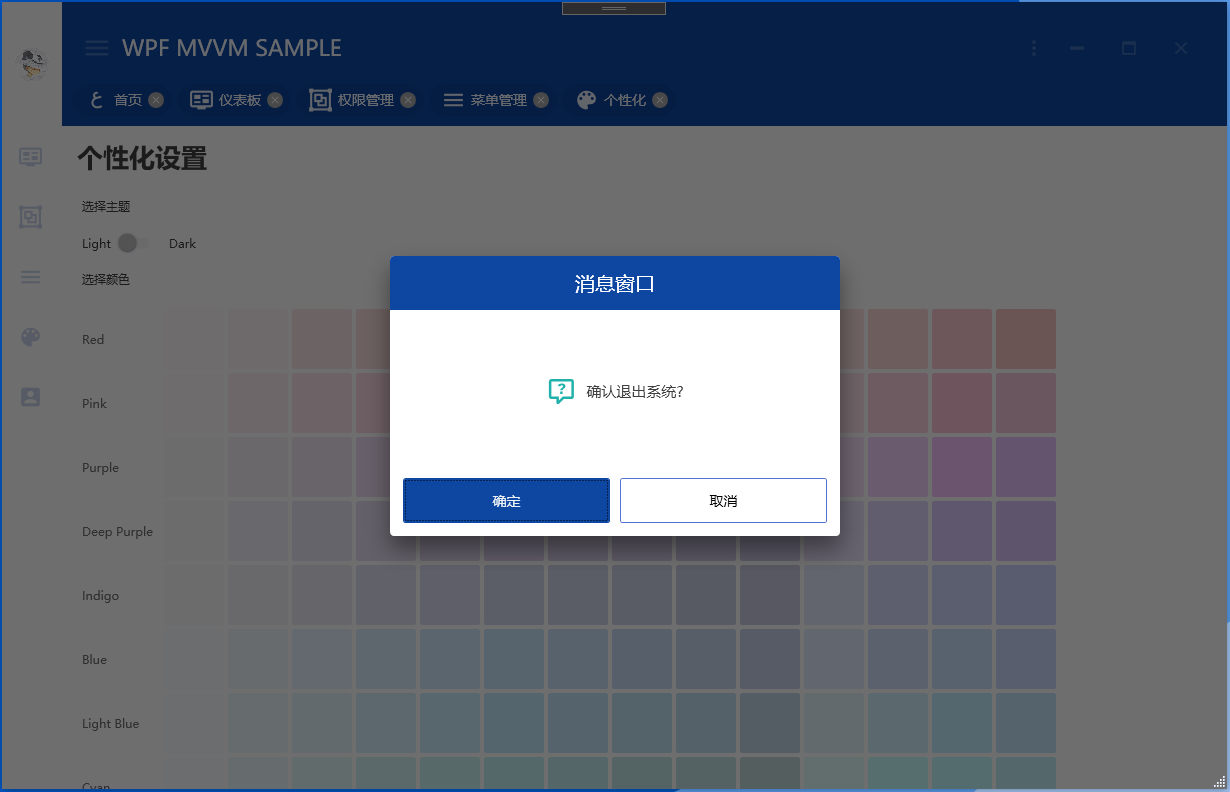 WPF MVVM SAMPLE
首页
仪表板
权限管理
菜单管理
个性化
个性化设置
选择主题
Light Dark
选择颜色
消息窗口
确认退出系统?
确定 取消
Red
Pink
Purple
Deep Purple
Indigo
Blue
Light Blue
Cyan